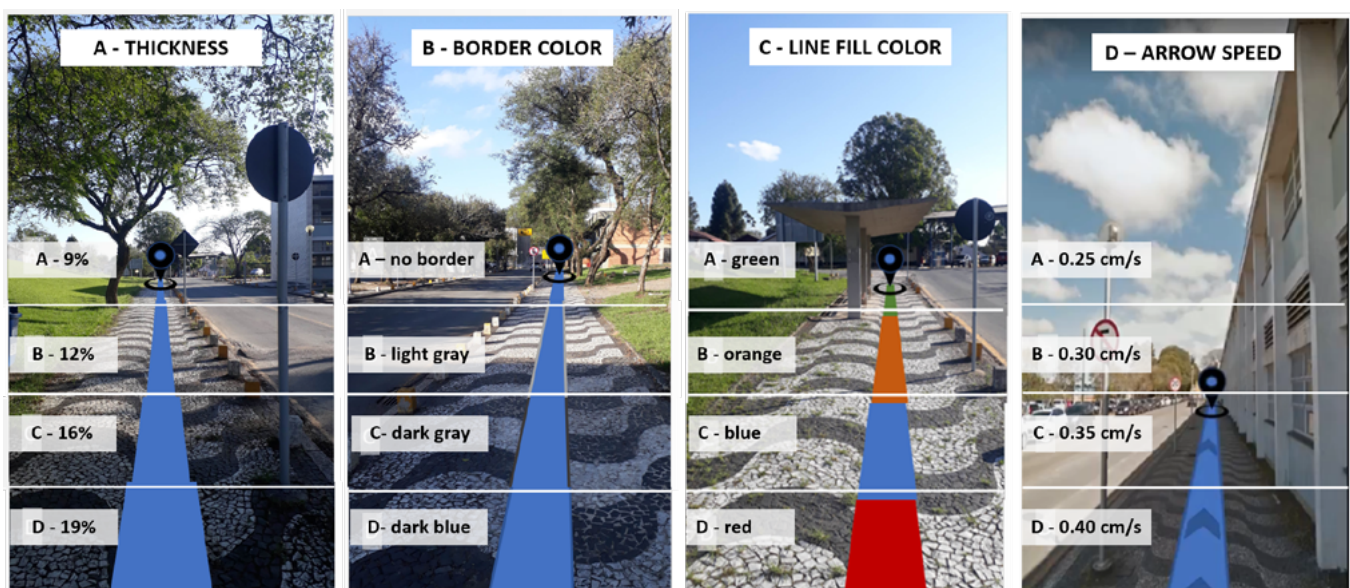 A - THICKNESS
A - 9%
B - 12%
C - 16%
D - 19%
B - BORDER COLOR
A – no border
B - light gray
C- dark gray
D- dark blue
C - LINE FILL COLOR
A - green
B - orange
C - blue
D - red
D – ARROW SPEED
A - 0.25 cm/s
B - 0.30 cm/s
C - 0.35 cm/s
D - 0.40 cm/s